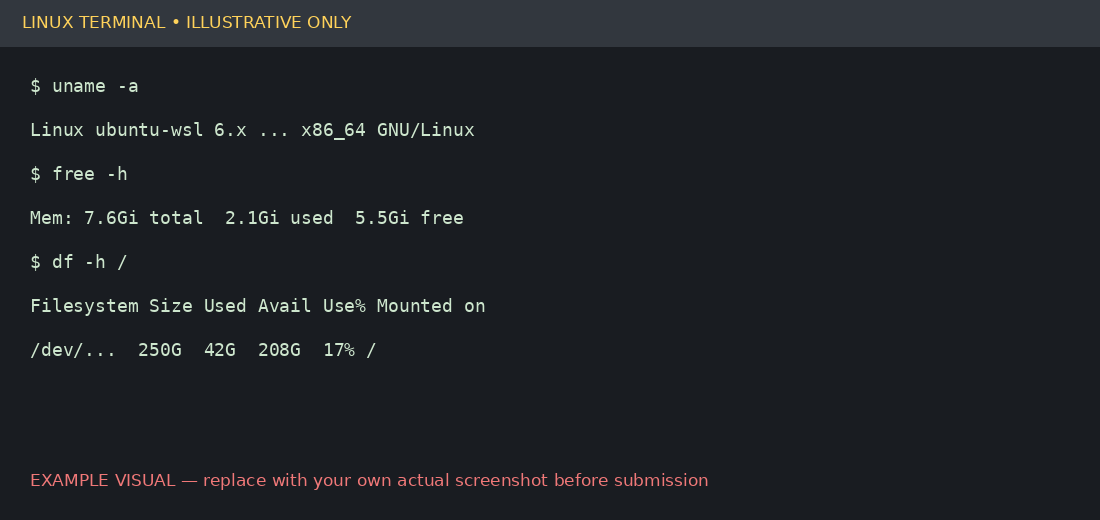 LINUX TERMINAL • ILLUSTRATIVE ONLY
$ uname -a
Linux ubuntu-wsl 6.x ... x86_64 GNU/Linux
$ free -h
Mem: 7.6Gi total  2.1Gi used  5.5Gi free
$ df -h /
Filesystem Size Used Avail Use% Mounted on
/dev/...  250G  42G  208G  17% /
EXAMPLE VISUAL — replace with your own actual screenshot before submission